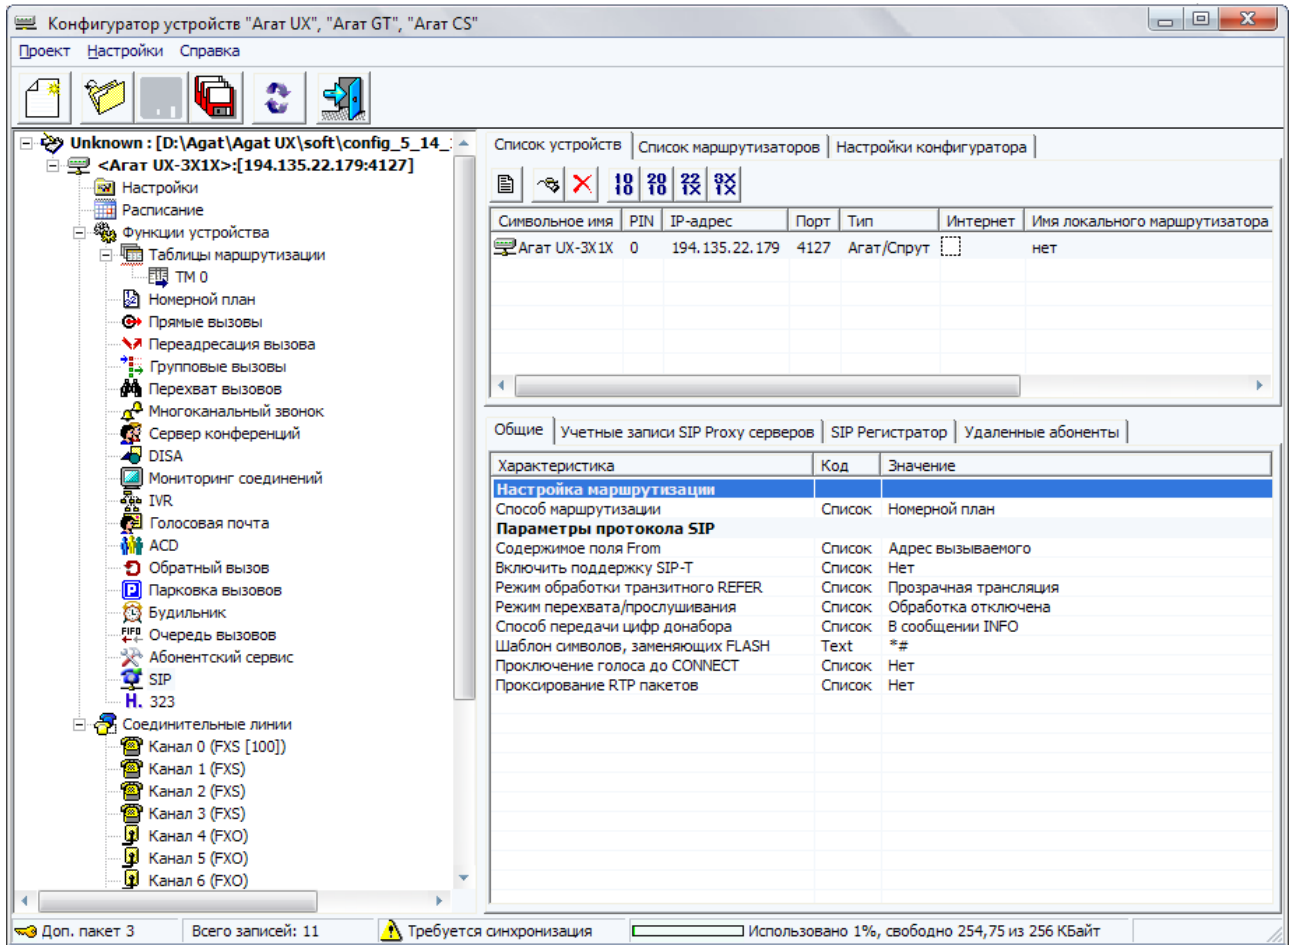 Конфигуратор устройств "Агат UX", "Агат GT", "Агат CS"
Проект Настройки Справка
Unknown : [D:\Agat\Agat UX\soft\config_5_14_
<Агат UX-3X1X>:[194.135.22.179:4127]
Настройки
Расписание
Функции устройства
Таблицы маршрутизации
ТМ 0
Номерной план
Прямые вызовы
Переадресация вызова
Групповые вызовы
Перехват вызовов
Многоканальный звонок
Сервер конференций
DISA
Мониторинг соединений
IVR
Голосовая почта
ACD
Обратный вызов
Парковка вызовов
Будильник
FIFO Очередь вызовов
Абонентский сервис
SIP
H. 323
Соединительные линии
Канал 0 (FXS [100])
Канал 1 (FXS)
Канал 2 (FXS)
Канал 3 (FXS)
Канал 4 (FXO)
Канал 5 (FXO)
Канал 6 (FXO)
Список устройств Список маршрутизаторов Настройки конфигуратора
Символьное имя PIN IP-адрес Порт Тип Интернет Имя локального маршрутизатора
Агат UX-3X1X 0 194.135.22.179 4127 Агат/Спрут нет
Общие Учетные записи SIP Proxy серверов SIP Регистратор Удаленные абоненты
Характеристика Код Значение
Настройка маршрутизации
Способ маршрутизации Список Номерной план
Параметры протокола SIP
Содержимое поля From Список Адрес вызываемого
Включить поддержку SIP-T Список Нет
Режим обработки транзитного REFER Список Прозрачная трансляция
Режим перехвата/прослушивания Список Обработка отключена
Способ передачи цифр донабора Список В сообщении INFO
Шаблон символов, заменяющих FLASH Text *#
Проключение голоса до CONNECT Список Нет
Проксирование RTP пакетов Список Нет
Доп. пакет 3 Всего записей: 11 Требуется синхронизация Использовано 1%, свободно 254,75 из 256 КБайт